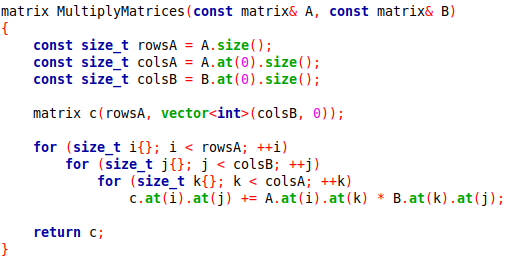 matrix MultiplyMatrices(const matrix& A, const matrix& B)
{
    const size_t rowsA = A.size();
    const size_t colsA = A.at(0).size();
    const size_t colsB = B.at(0).size();

    matrix c(rowsA, vector<int>(colsB, 0));

    for (size_t i{}; i < rowsA; ++i)
        for (size_t j{}; j < colsB; ++j)
            for (size_t k{}; k < colsA; ++k)
                c.at(i).at(j) += A.at(i).at(k) * B.at(k).at(j);

    return c;
}